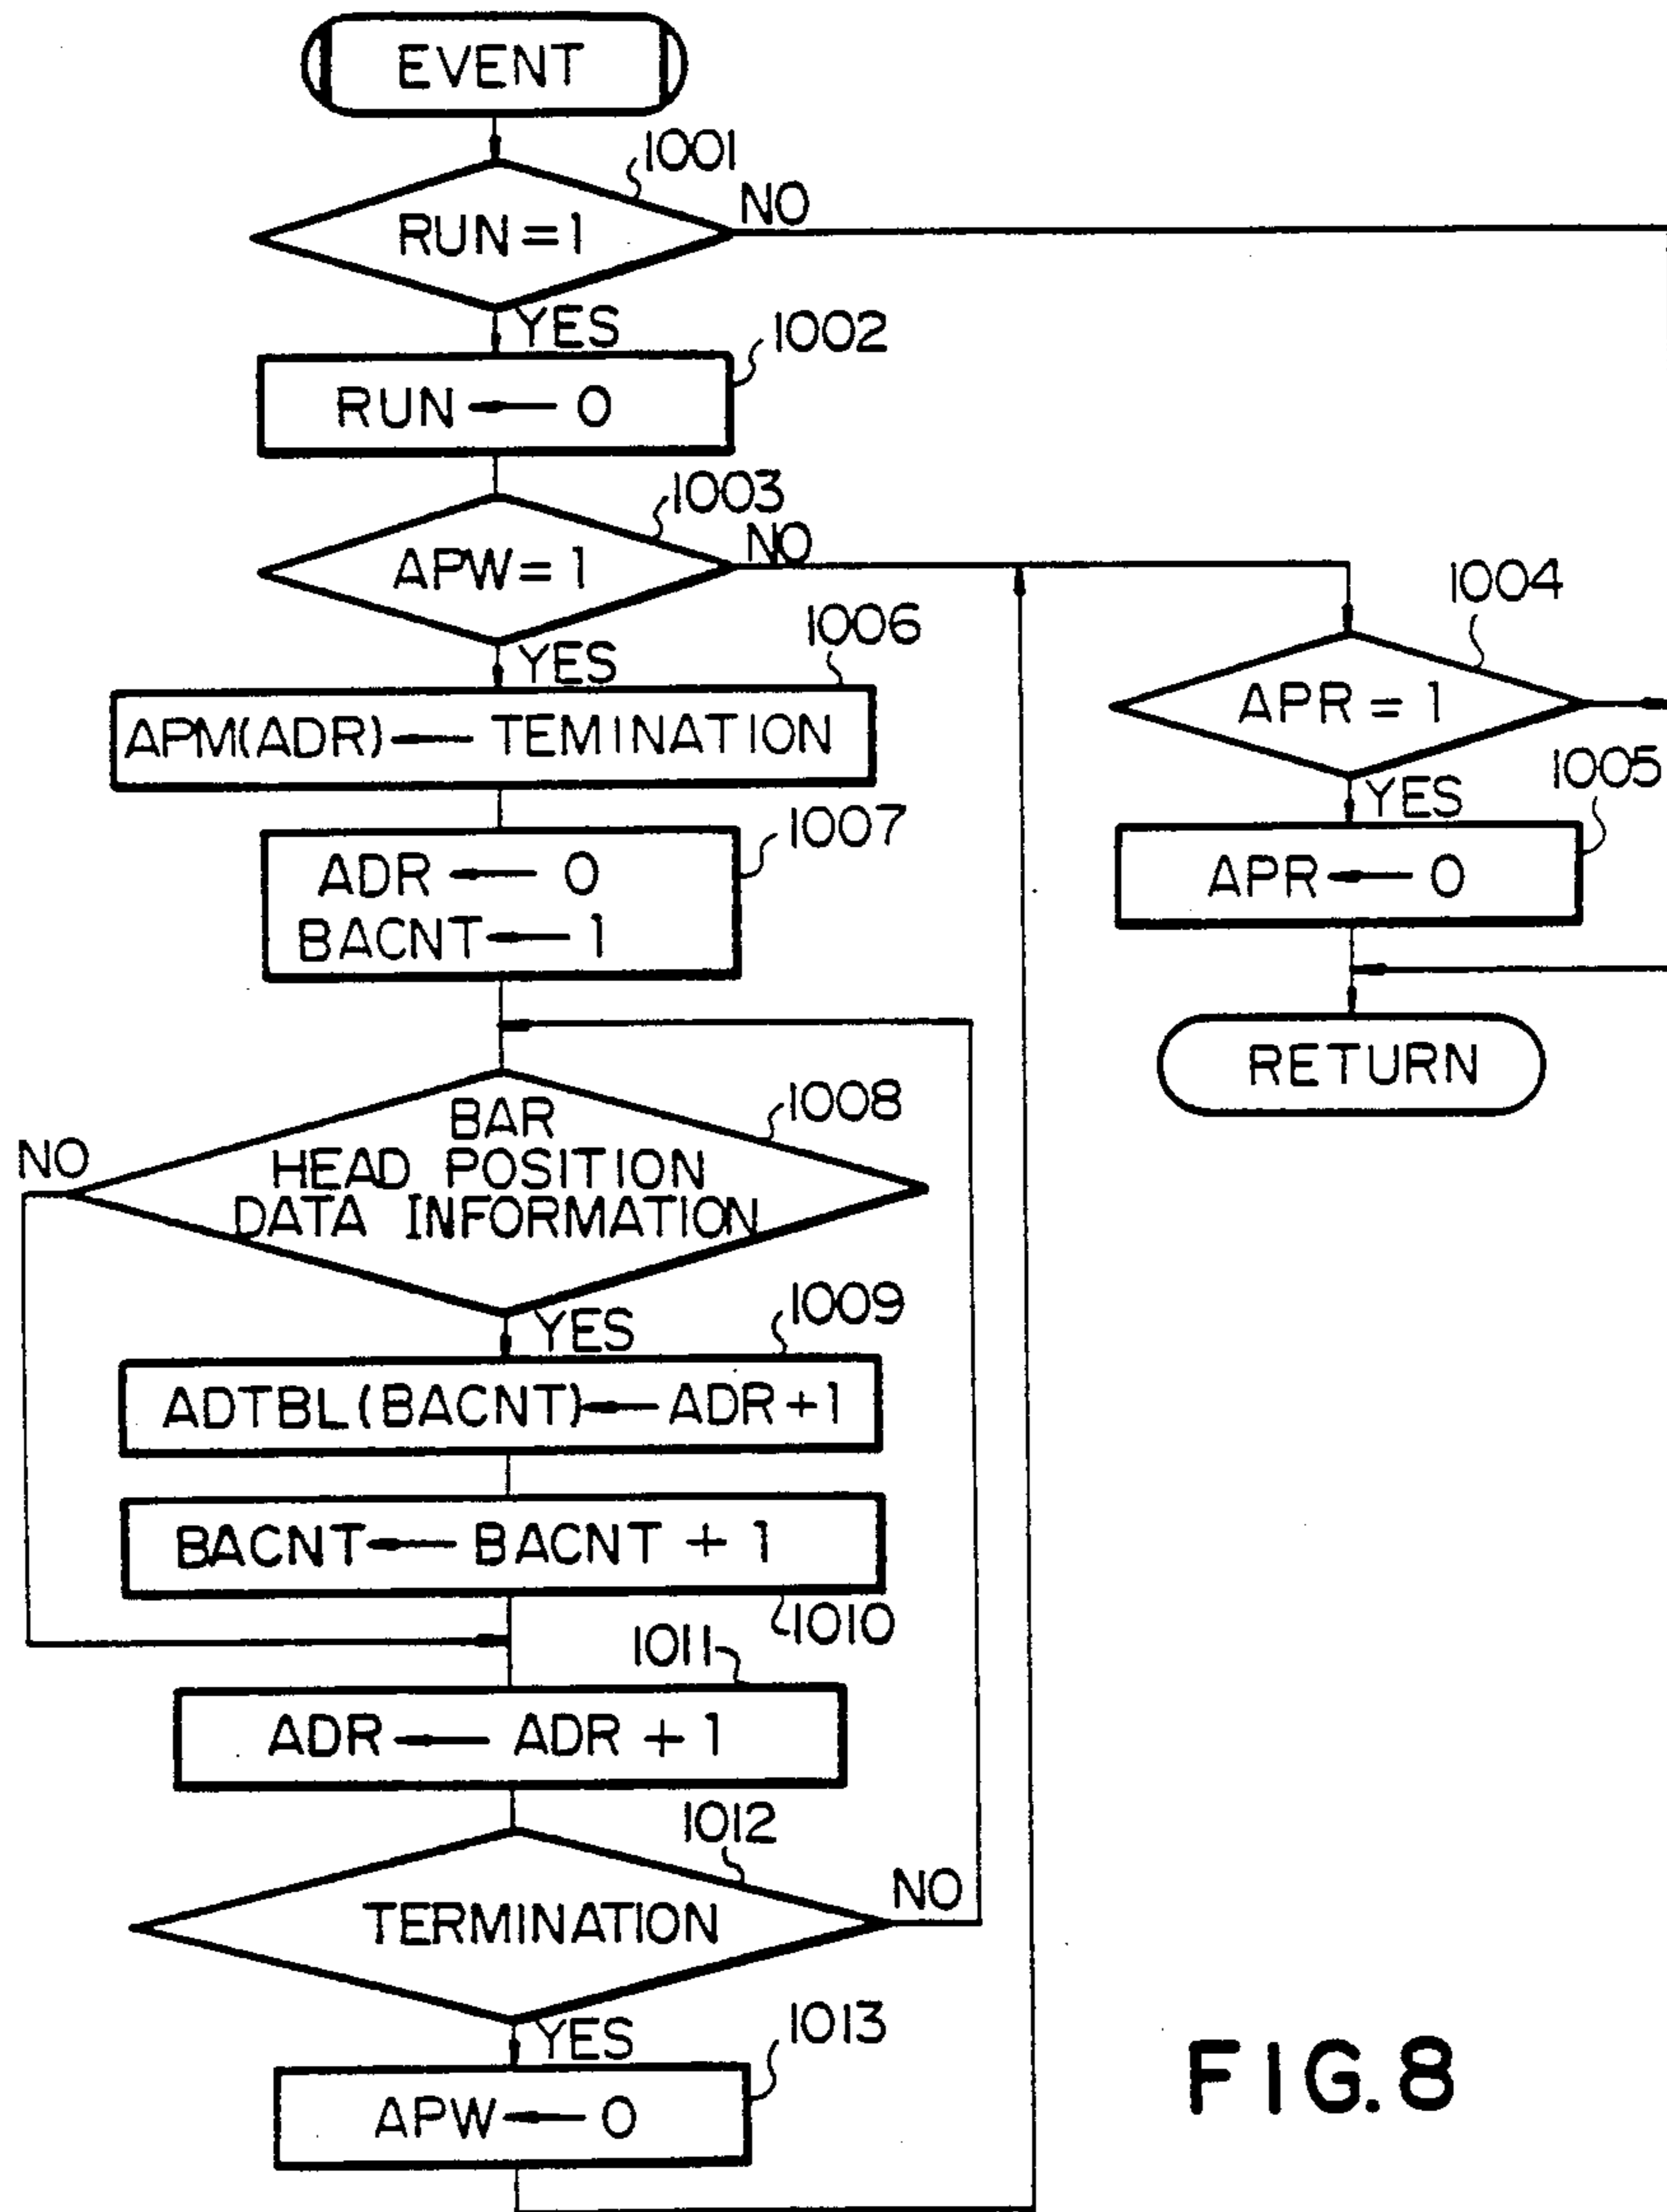 EVENT
1001
RUN=1
NO
YES
1002
RUN ← 0
1003
APW=1
NO
YES
1004
APR = 1
YES
1005
APR ← 0
RETURN
1006
APM(ADR) ← TEMINATION
1007
ADR ← 0
BACNT ← 1
1008
BAR
HEAD POSITION
DATA INFORMATION
NO
YES
1009
ADTBL(BACNT) ← ADR+1
BACNT ← BACNT + 1
1010
1011
ADR ← ADR + 1
1012
TERMINATION
NO
YES
1013
APW ← 0
FIG.8